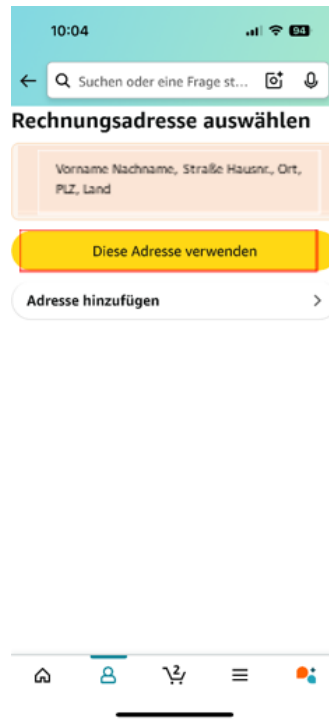 10:04
94
Suchen oder eine Frage st...
Rechnungsadresse auswählen
Vorname Nachname, Straße Hausnr., Ort,
PLZ, Land
Diese Adresse verwenden
Adresse hinzufügen
2